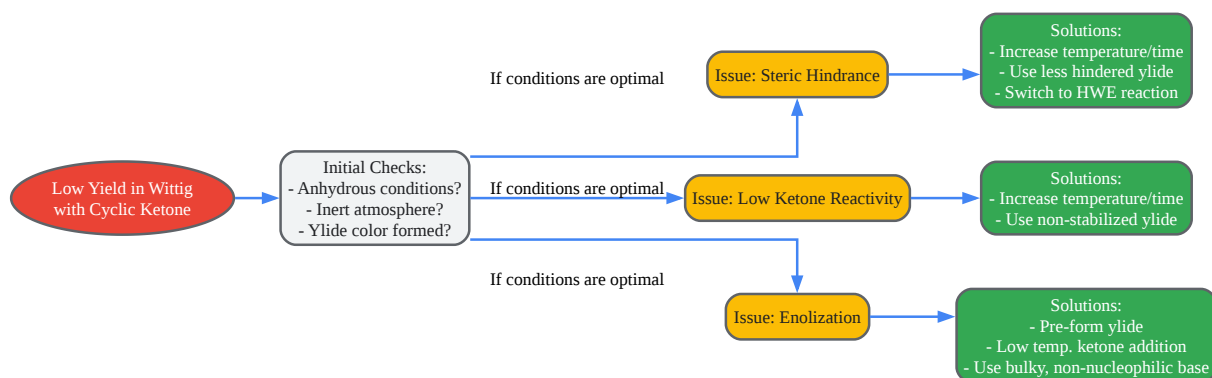 Low Yield in Wittig
with Cyclic Ketone
Initial Checks:
- Anhydrous conditions?
- Inert atmosphere?
- Ylide color formed?
If conditions are optimal
Issue: Steric Hindrance
Solutions:
- Increase temperature/time
- Use less hindered ylide
- Switch to HWE reaction
If conditions are optimal
Issue: Low Ketone Reactivity
Solutions:
- Increase temperature/time
- Use non-stabilized ylide
If conditions are optimal
Issue: Enolization
Solutions:
- Pre-form ylide
- Low temp. ketone addition
- Use bulky, non-nucleophilic base